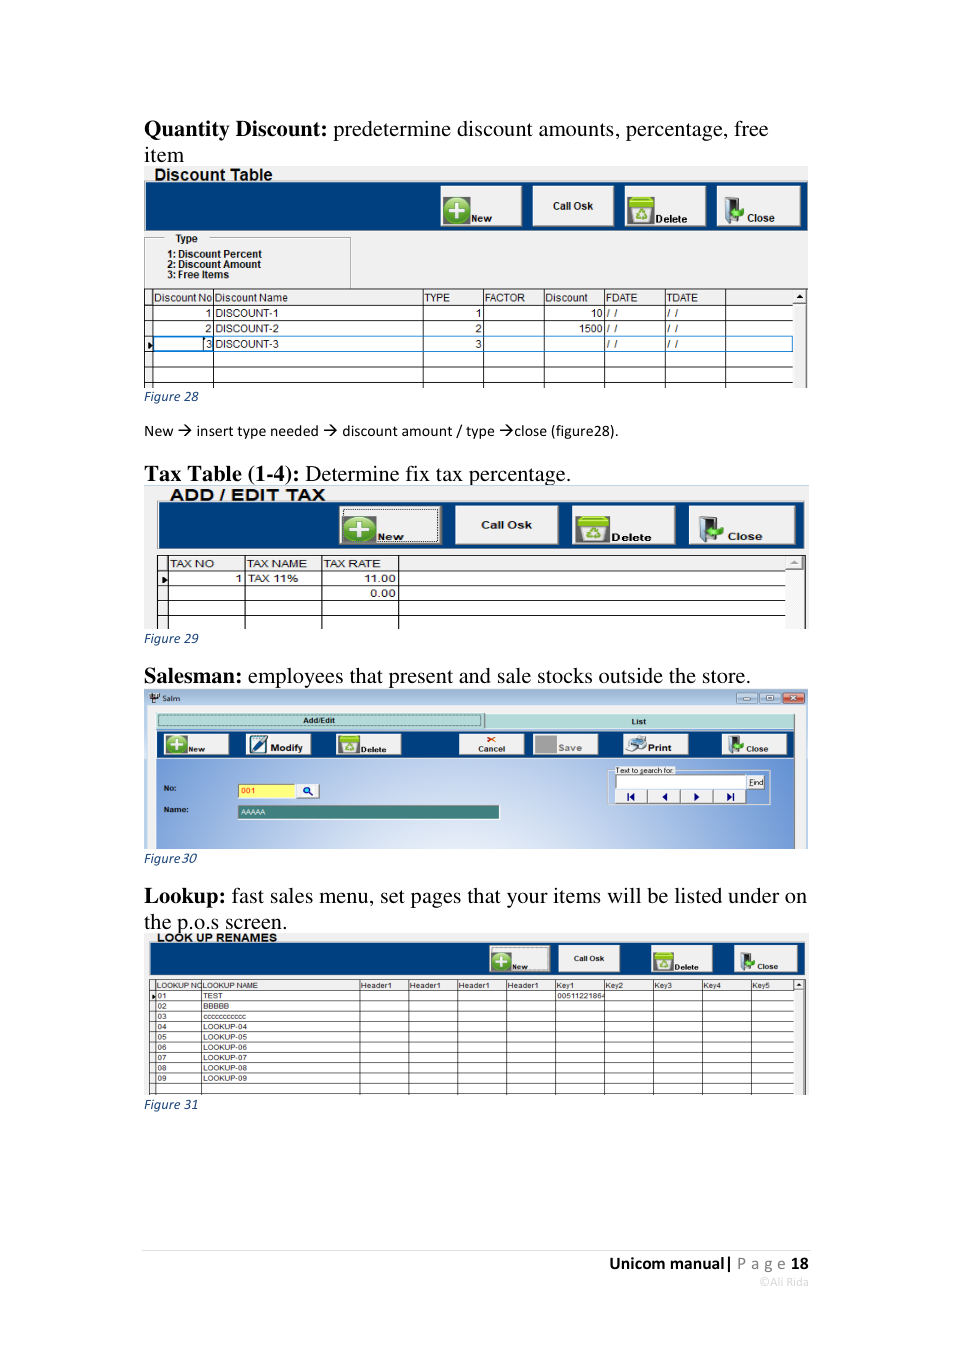 Quantity Discount: predetermine discount amounts, percentage, free
item
Discount Table
New Call Osk Delete Close
Type
1: Discount Percent
2: Discount Amount
3: Free Items
Discount No Discount Name TYPE FACTOR Discount FDATE TDATE
1 DISCOUNT-1 1 10 / / / /
2 DISCOUNT-2 2 1500 / / / /
3 DISCOUNT-3 3 / / / /
Figure 28
New → insert type needed → discount amount / type →close (figure28).
Tax Table (1-4): Determine fix tax percentage.
ADD / EDIT TAX
New Call Osk Delete Close
TAX NO TAX NAME TAX RATE
1 TAX 11% 11.00
0.00
Figure 29
Salesman: employees that present and sale stocks outside the store.
Salm
Add/Edit List
New Modify Delete Cancel Save Print Close
Text to search for:
No: 001 Find
Name: AAAAA
Figure30
Lookup: fast sales menu, set pages that your items will be listed under on
the p.o.s screen.
LOOK UP RENAMES
New Call Osk Delete Close
LOOKUP NO LOOKUP NAME Header1 Header1 Header1 Header1 Key1 Key2 Key3 Key4 Key5
01 TEST 00511221864
02 BBBBB
03 ccccccccccc
04 LOOKUP-04
05 LOOKUP-05
06 LOOKUP-06
07 LOOKUP-07
08 LOOKUP-08
09 LOOKUP-09
Figure 31
Unicom manual| P a g e 18
©Ali Rida